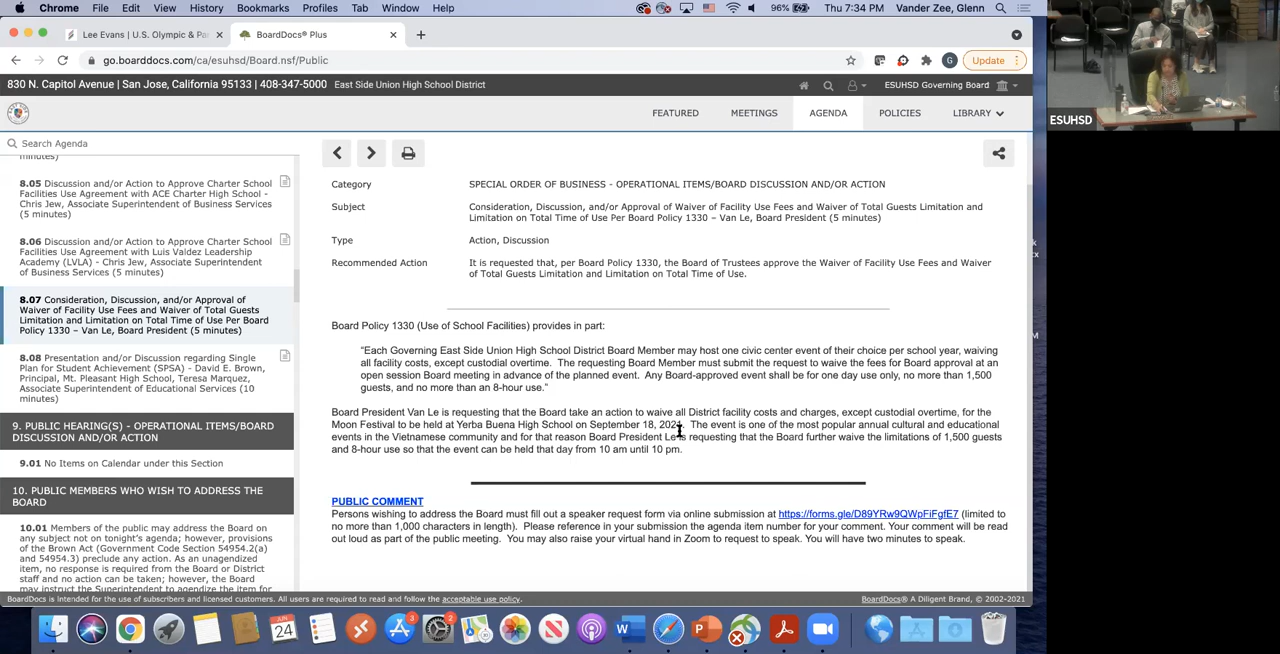 Chrome File Edit View History Bookmarks Profiles Tab Window Help 96% Thu 7:34 PM Vander Zee, Glenn
Lee Evans | U.S. Olympic & Pa
BoardDocs® Plus
go.boarddocs.com/ca/esuhsd/Board.nsf/Public
G
Update
830 N. Capitol Avenue | San Jose, California 95133 | 408-347-5000 East Side Union High School District
ESUHSD Governing Board
FEATURED MEETINGS AGENDA POLICIES LIBRARY
Search Agenda
minutes)
8.05 Discussion and/or Action to Approve Charter School
Facilities Use Agreement with ACE Charter High School -
Chris Jew, Associate Superintendent of Business Services
(5 minutes)
8.06 Discussion and/or Action to Approve Charter School
Facilities Use Agreement with Luis Valdez Leadership
Academy (LVLA) - Chris Jew, Associate Superintendent
of Business Services (5 minutes)
8.07 Consideration, Discussion, and/or Approval of
Waiver of Facility Use Fees and Waiver of Total Guests
Limitation and Limitation on Total Time of Use Per Board
Policy 1330 – Van Le, Board President (5 minutes)
8.08 Presentation and/or Discussion regarding Single
Plan for Student Achievement (SPSA) - David E. Brown,
Principal, Mt. Pleasant High School, Teresa Marquez,
Associate Superintendent of Educational Services (10
minutes)
9. PUBLIC HEARING(S) - OPERATIONAL ITEMS/BOARD
DISCUSSION AND/OR ACTION
9.01 No Items on Calendar under this Section
10. PUBLIC MEMBERS WHO WISH TO ADDRESS THE
BOARD
10.01 Members of the public may address the Board on
any subject not on tonight's agenda; however, provisions
of the Brown Act (Government Code Section 54954.2(a)
and 54954.3) preclude any action. As an unagendized
item, no response is required from the Board or District
staff and no action can be taken; however, the Board
may instruct the Superintendent to agendize the item for
Category SPECIAL ORDER OF BUSINESS - OPERATIONAL ITEMS/BOARD DISCUSSION AND/OR ACTION
Subject Consideration, Discussion, and/or Approval of Waiver of Facility Use Fees and Waiver of Total Guests Limitation and
Limitation on Total Time of Use Per Board Policy 1330 – Van Le, Board President (5 minutes)
Type Action, Discussion
Recommended Action It is requested that, per Board Policy 1330, the Board of Trustees approve the Waiver of Facility Use Fees and Waiver
of Total Guests Limitation and Limitation on Total Time of Use.
Board Policy 1330 (Use of School Facilities) provides in part:
“Each Governing East Side Union High School District Board Member may host one civic center event of their choice per school year, waiving
all facility costs, except custodial overtime. The requesting Board Member must submit the request to waive the fees for Board approval at an
open session Board meeting in advance of the planned event. Any Board-approved event shall be for one day use only, no more than 1,500
guests, and no more than an 8-hour use.”
Board President Van Le is requesting that the Board take an action to waive all District facility costs and charges, except custodial overtime, for the
Moon Festival to be held at Yerba Buena High School on September 18, 2021. The event is one of the most popular annual cultural and educational
events in the Vietnamese community and for that reason Board President Le is requesting that the Board further waive the limitations of 1,500 guests
and 8-hour use so that the event can be held that day from 10 am until 10 pm.
PUBLIC COMMENT
Persons wishing to address the Board must fill out a speaker request form via online submission at https://forms.gle/D89YRw9QWpFiFgfE7 (limited to
no more than 1,000 characters in length). Please reference in your submission the agenda item number for your comment. Your comment will be read
out loud as part of the public meeting. You may also raise your virtual hand in Zoom to request to speak. You will have two minutes to speak.
BoardDocs is intended for the use of subscribers and licensed customers. All users are required to read and follow the acceptable use policy.
BoardDocs® A Diligent Brand, © 2002-2021
JUN
24
3
2
ESUHSD